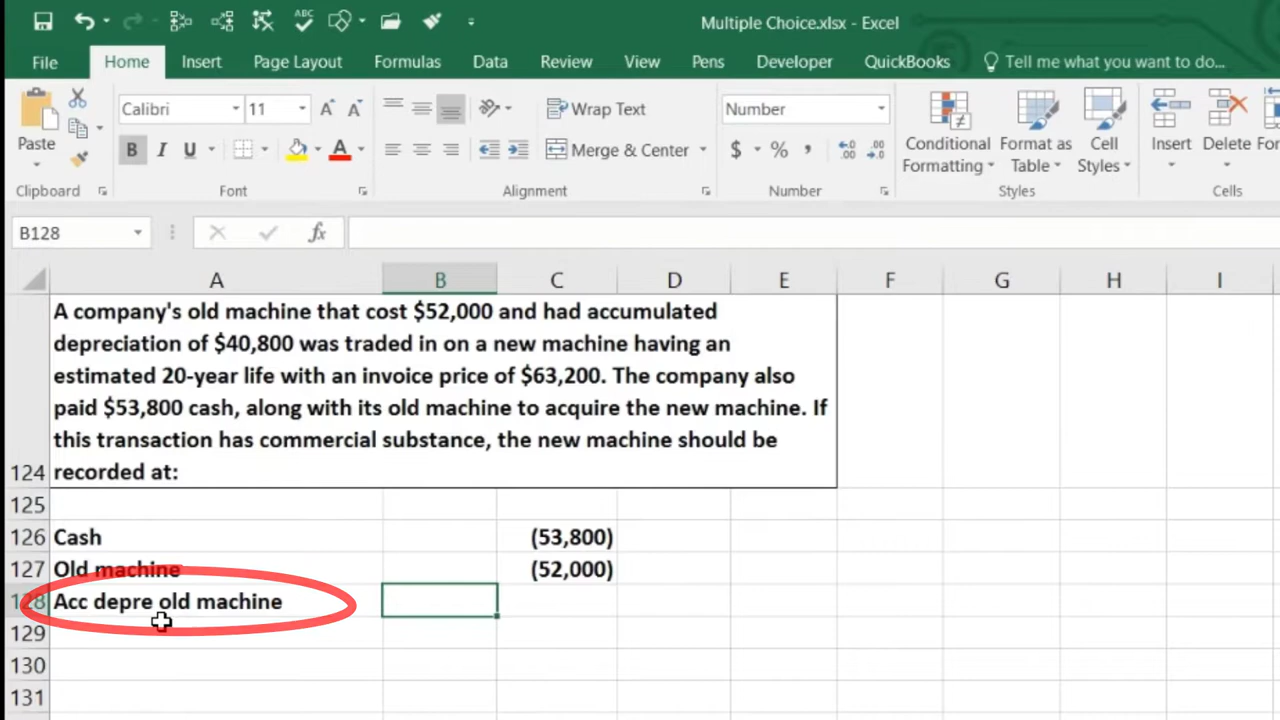 Multiple Choice.xlsx - Excel
File Home Insert Page Layout Formulas Data Review View Pens Developer QuickBooks Tell me what you want to do...
Paste
Calibri 11
Wrap Text
Number
B I U
Merge & Center
$ % ,
Conditional Formatting
Format as Table
Cell Styles
Insert
Delete
Clipboard Font Alignment Number Styles Cells
B128
fx
A B C D E F G H I
A company's old machine that cost $52,000 and had accumulated
depreciation of $40,800 was traded in on a new machine having an
estimated 20-year life with an invoice price of $63,200. The company also
paid $53,800 cash, along with its old machine to acquire the new machine. If
this transaction has commercial substance, the new machine should be
124 recorded at:
125
126 Cash (53,800)
127 Old machine (52,000)
128 Acc depre old machine
129
130
131